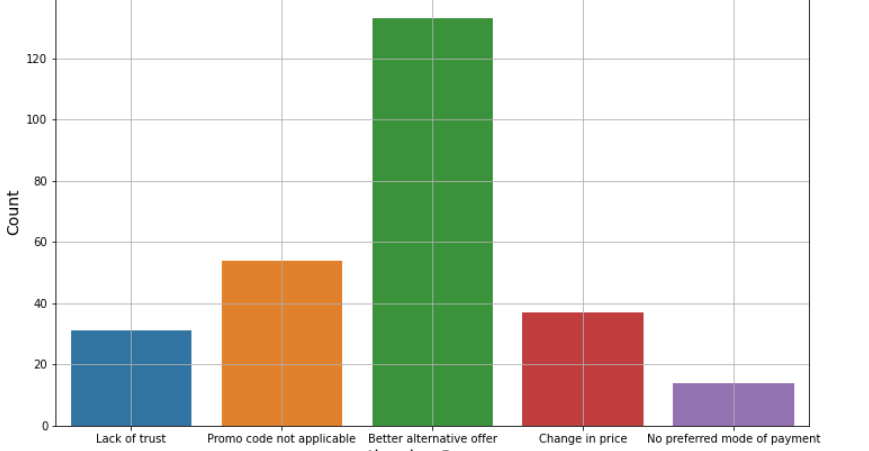 120
100
80
60
40
20
0
Count
Lack of trust
Promo code not applicable
Better alternative offer
Change in price
No preferred mode of payment